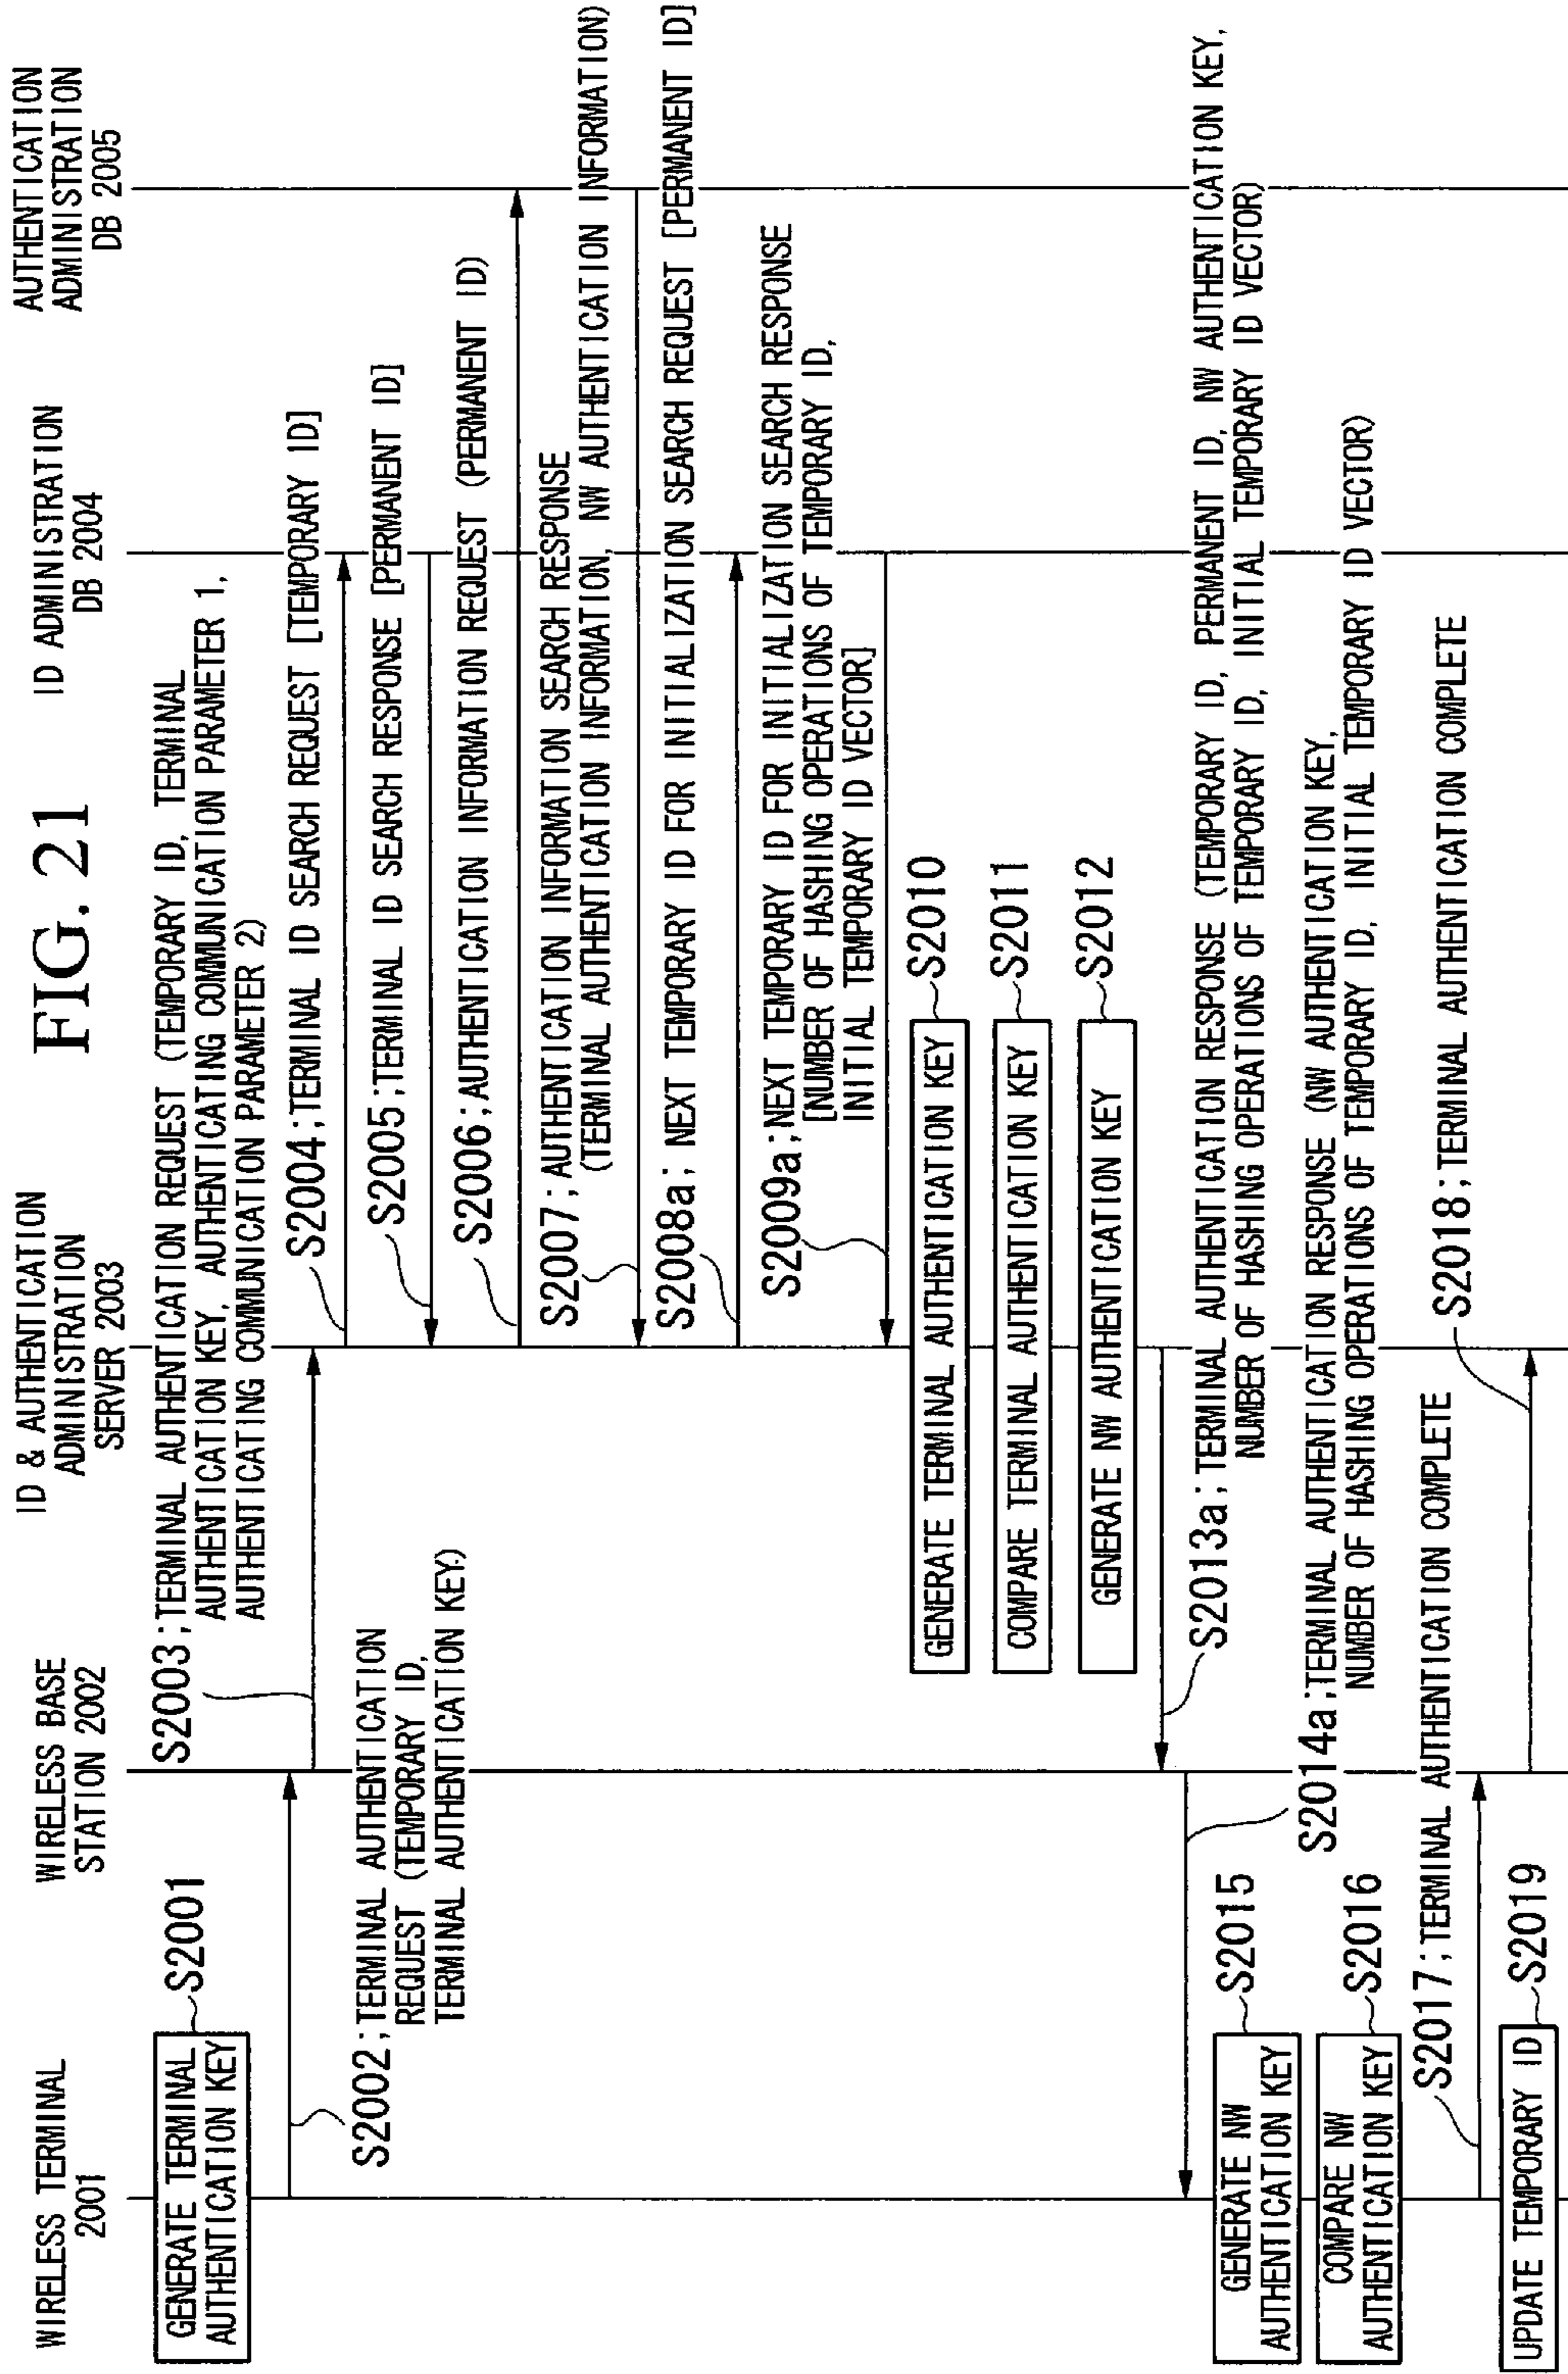 FIG. 21
WIRELESS TERMINAL
2001
WIRELESS BASE
STATION 2002
ID & AUTHENTICATION
ADMINISTRATION
SERVER 2003
ID ADMINISTRATION
DB 2004
AUTHENTICATION
ADMINISTRATION
DB 2005
GENERATE TERMINAL
AUTHENTICATION KEY
S2001
S2002;TERMINAL AUTHENTICATION
REQUEST (TEMPORARY ID,
TERMINAL AUTHENTICATION KEY)
S2003;TERMINAL AUTHENTICATION REQUEST (TEMPORARY ID, TERMINAL
AUTHENTICATION KEY, AUTHENTICATING COMMUNICATION PARAMETER 1,
AUTHENTICATING COMMUNICATION PARAMETER 2)
S2004;TERMINAL ID SEARCH REQUEST [TEMPORARY ID]
S2005;TERMINAL ID SEARCH RESPONSE [PERMANENT ID]
S2006;AUTHENTICATION INFORMATION REQUEST (PERMANENT ID)
S2007;AUTHENTICATION INFORMATION SEARCH RESPONSE
(TERMINAL AUTHENTICATION INFORMATION, NW AUTHENTICATION INFORMATION)
S2008a; NEXT TEMPORARY ID FOR INITIALIZATION SEARCH REQUEST [PERMANENT ID]
S2009a;NEXT TEMPORARY ID FOR INITIALIZATION SEARCH RESPONSE
[NUMBER OF HASHING OPERATIONS OF TEMPORARY ID,
INITIAL TEMPORARY ID VECTOR]
GENERATE TERMINAL AUTHENTICATION KEY
S2010
COMPARE TERMINAL AUTHENTICATION KEY
S2011
GENERATE NW AUTHENTICATION KEY
S2012
S2013a;TERMINAL AUTHENTICATION RESPONSE (TEMPORARY ID, PERMANENT ID, NW AUTHENTICATION KEY,
NUMBER OF HASHING OPERATIONS OF TEMPORARY ID, INITIAL TEMPORARY ID VECTOR)
S2014a;TERMINAL AUTHENTICATION RESPONSE (NW AUTHENTICATION KEY,
NUMBER OF HASHING OPERATIONS OF TEMPORARY ID, INITIAL TEMPORARY ID VECTOR)
GENERATE NW
AUTHENTICATION KEY
S2015
COMPARE NW
AUTHENTICATION KEY
S2016
S2017;TERMINAL AUTHENTICATION COMPLETE
S2018;TERMINAL AUTHENTICATION COMPLETE
UPDATE TEMPORARY ID
S2019